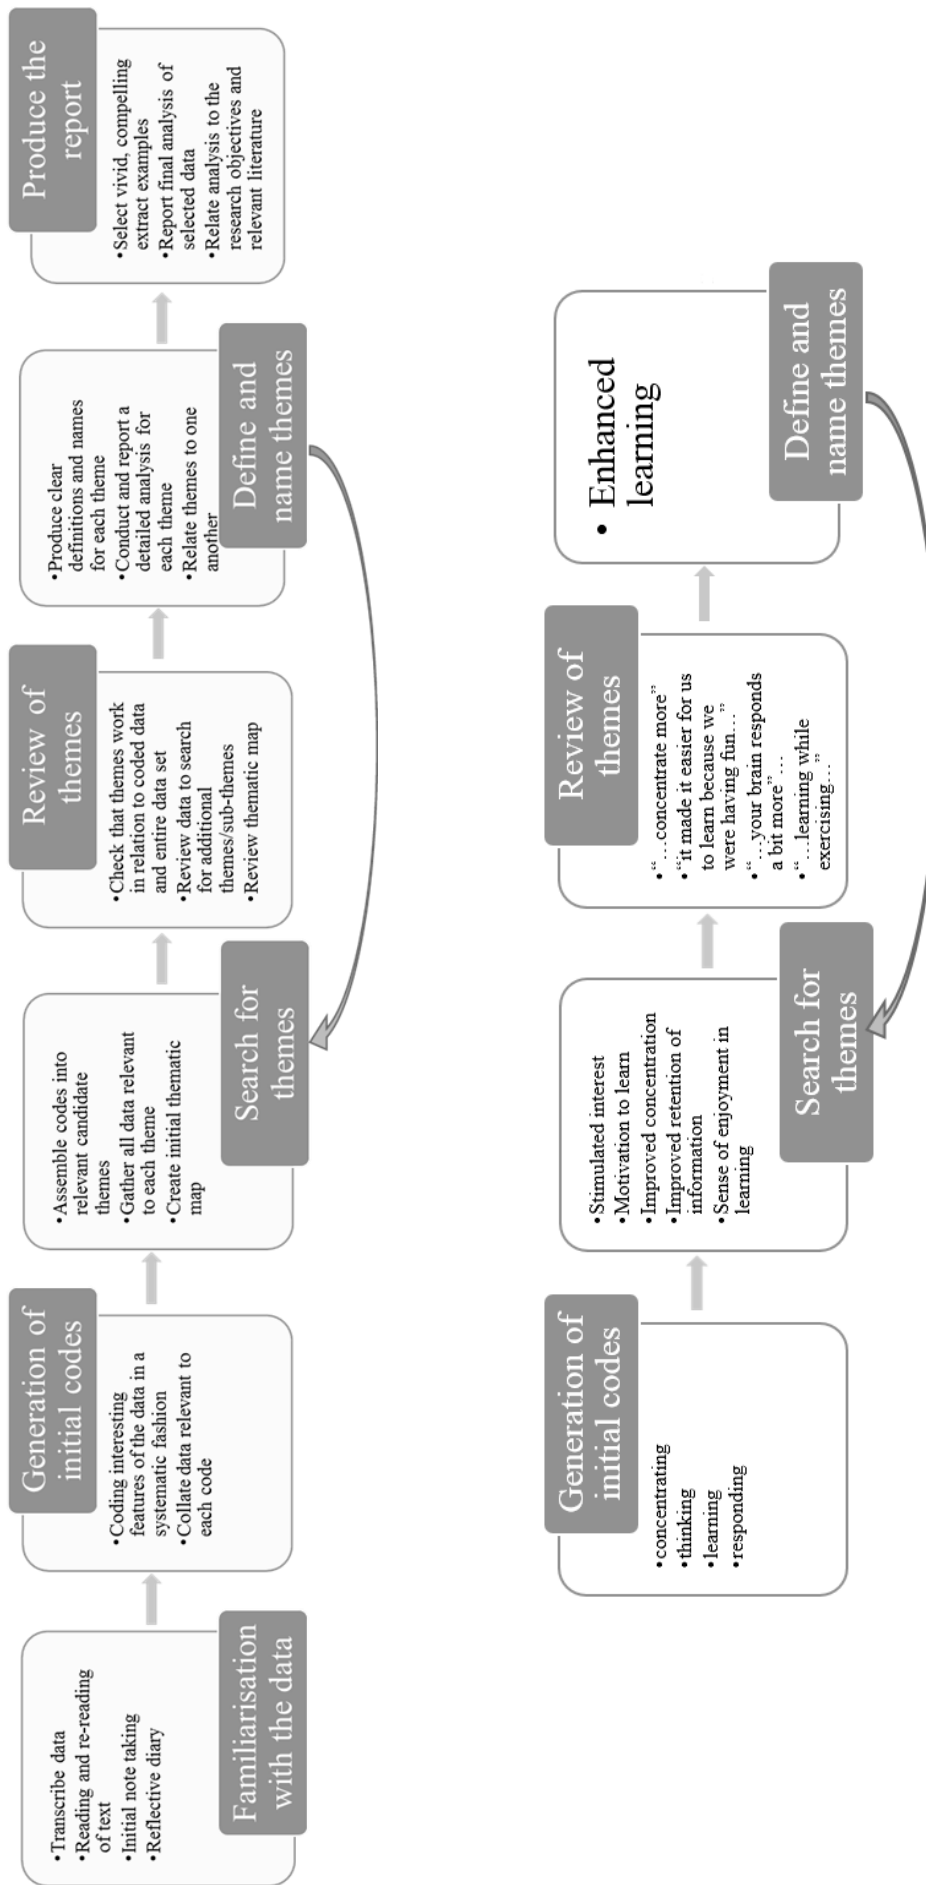 •Transcribe data
•Reading and re-reading
of text
•Initial note taking
•Reflective diary
Familiarisation
with the data
Generation of
initial codes
•Coding interesting
features of the data in a
systematic fashion
•Collate data relevant to
each code
•Assemble codes into
relevant candidate
themes
•Gather all data relevant
to each theme
•Create initial thematic
map
Search for
themes
Review of
themes
•Check that themes work
in relation to coded data
and entire data set
•Review data to search
for additional
themes/sub-themes
•Review thematic map
•Produce clear
definitions and names
for each theme
•Conduct and report a
detailed analysis for
each theme
•Relate themes to one
another
Define and
name themes
Produce the
report
•Select vivid, compelling
extract examples
•Report final analysis of
selected data
•Relate analysis to the
research objectives and
relevant literature
Generation of
initial codes
•concentrating
•thinking
•learning
•responding
•Stimulated interest
•Motivation to learn
•Improved concentration
•Improved retention of
information
•Sense of enjoyment in
learning
Search for
themes
Review of
themes
•“…concentrate more”
•“it made it easier for us
to learn because we
were having fun…”
•“…your brain responds
a bit more”…
•“…learning while
exercising…”
• Enhanced
learning
Define and
name themes